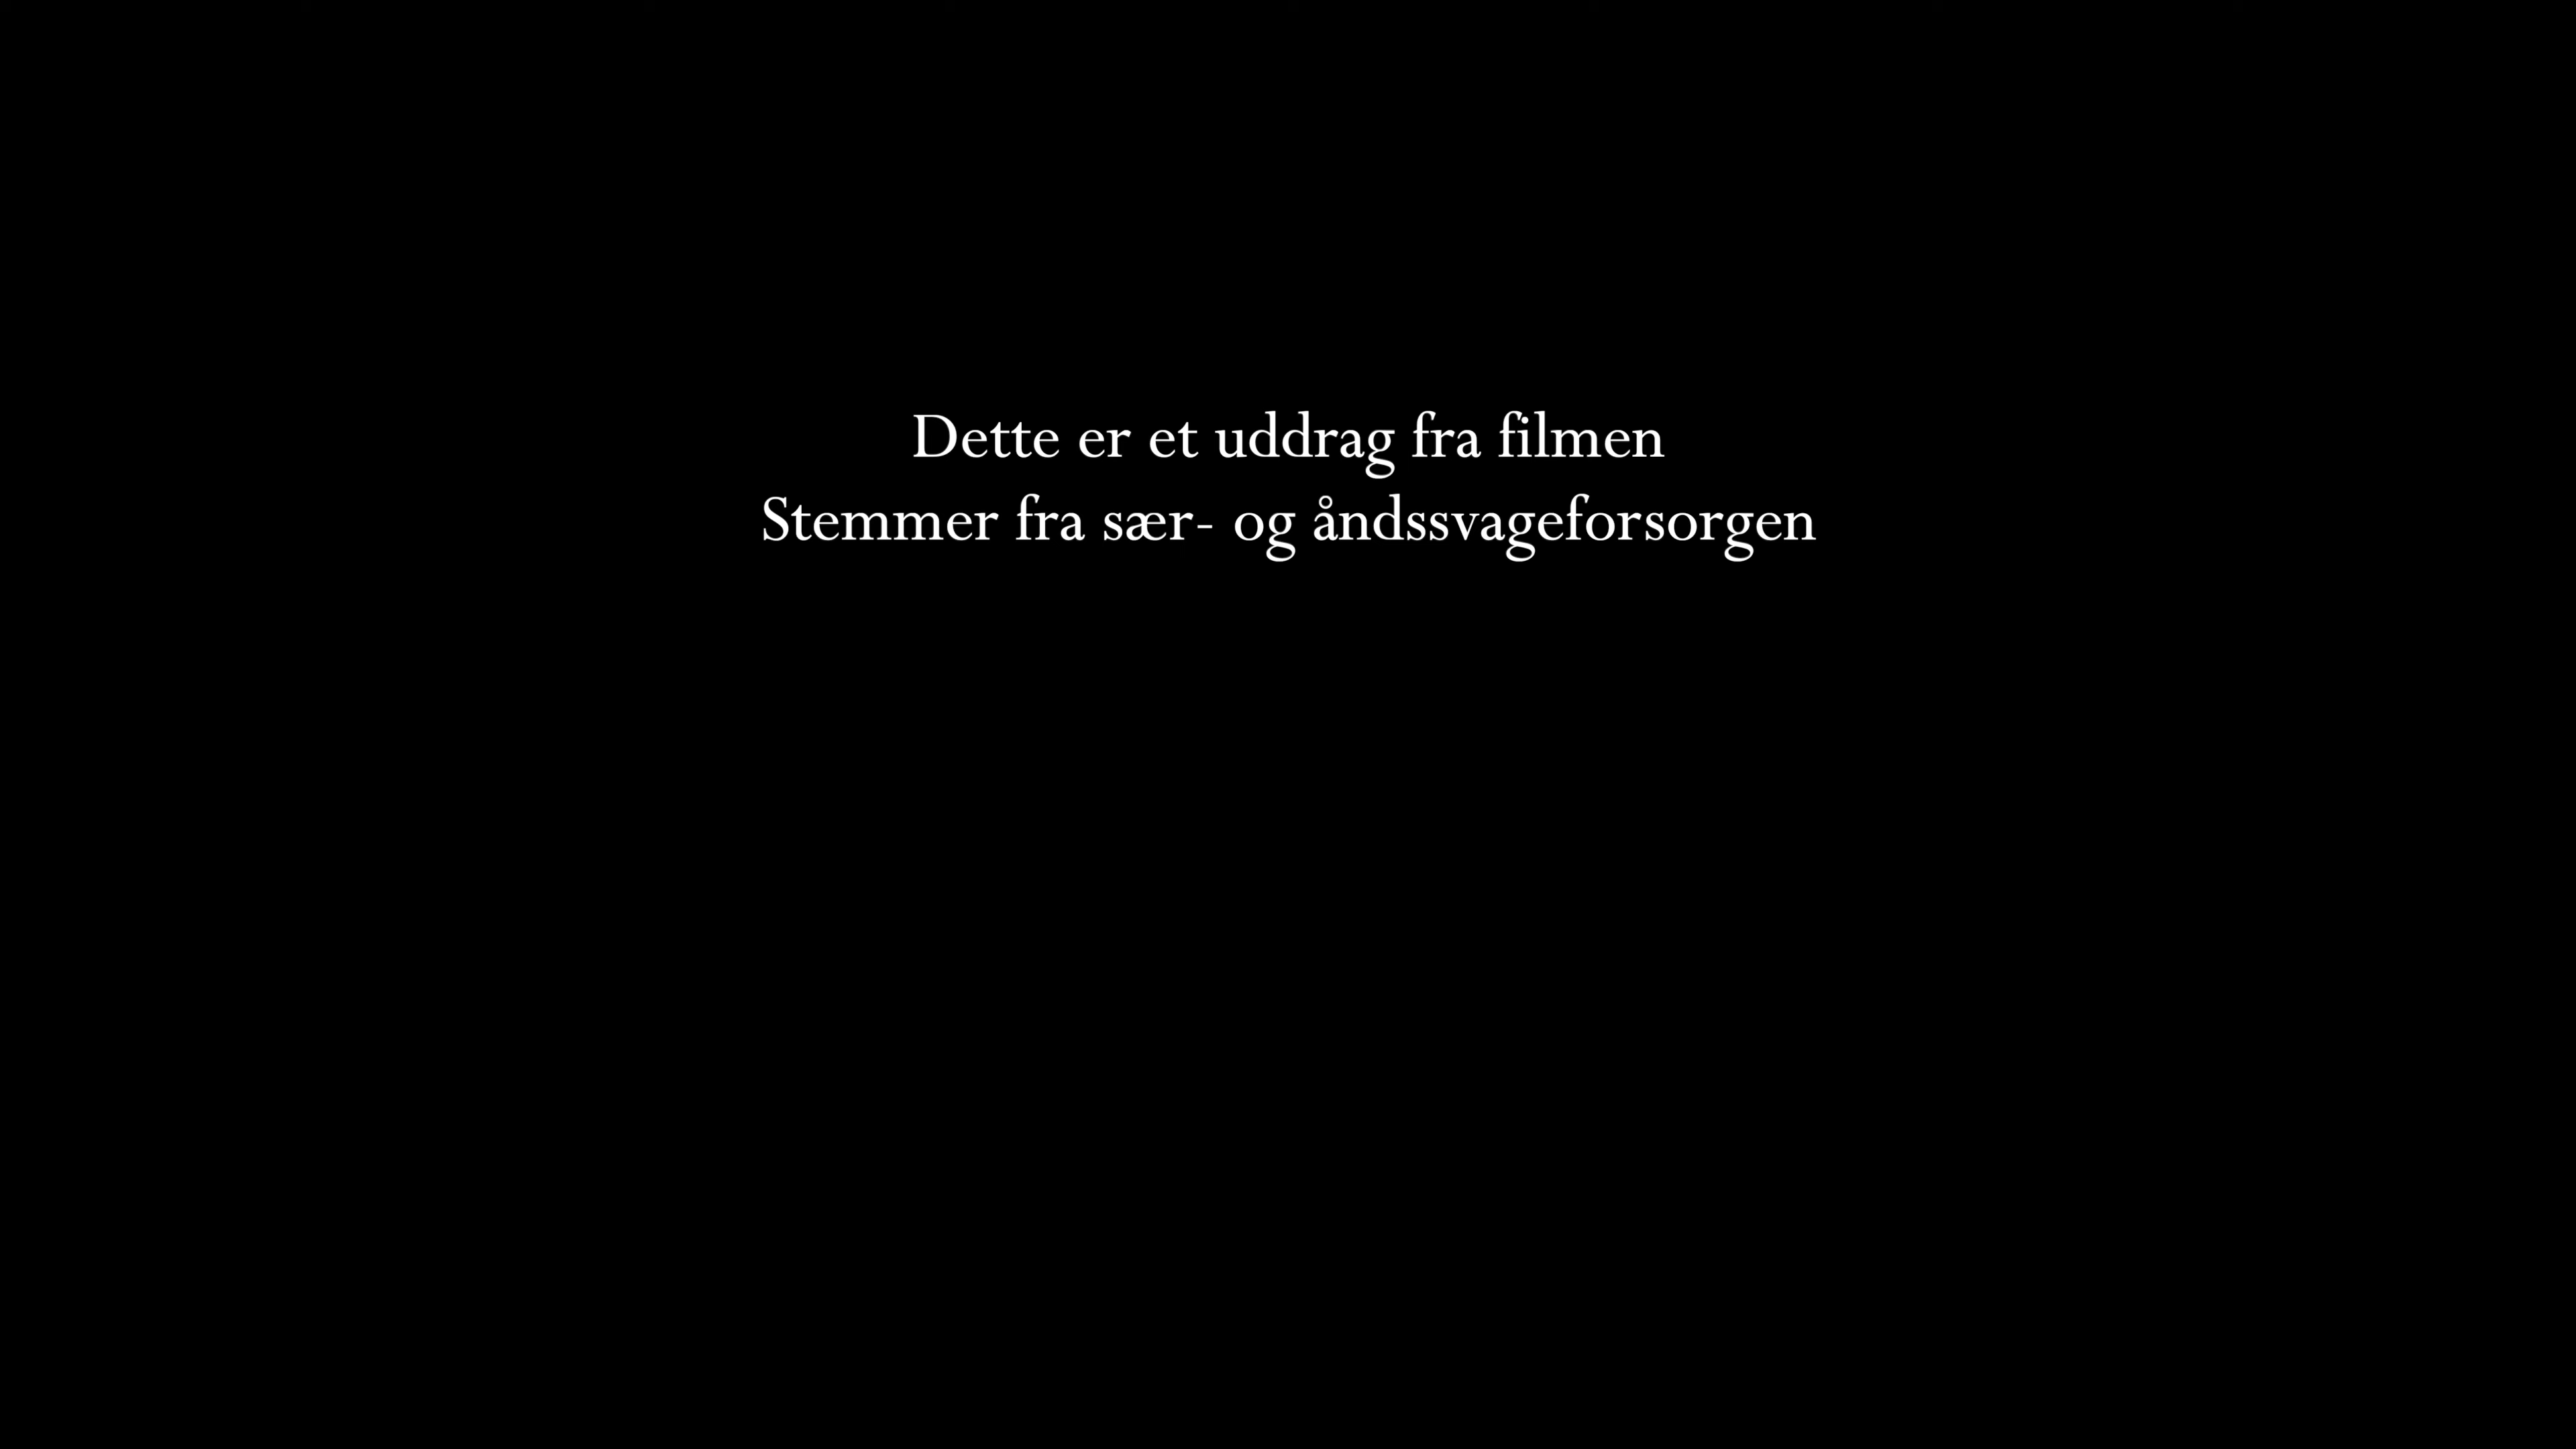 Dette er et uddrag fra filmen
Stemmer fra sær- og åndssvageforsorgen